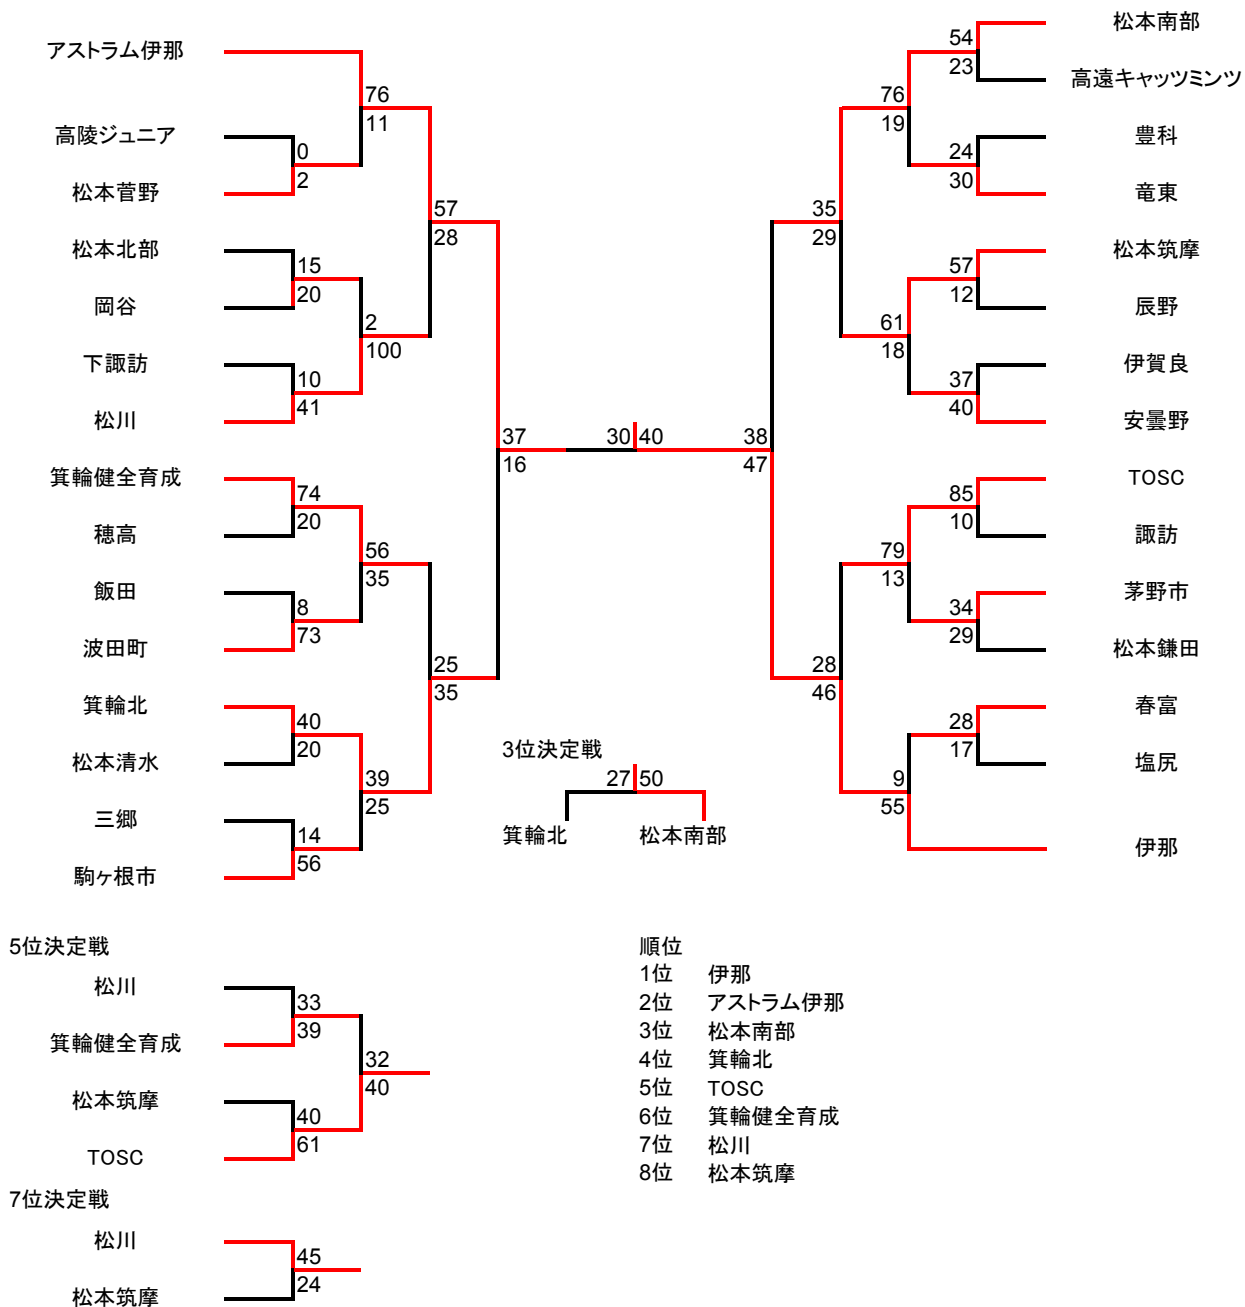 アストラム伊那
76
11
高陵ジュニア
0
2
松本菅野
57
28
松本北部
15
20
岡谷
2
100
下諏訪
10
41
松川
37
16
箕輪健全育成
74
20
穂高
56
35
飯田
8
73
波田町
25
35
箕輪北
40
20
松本清水
39
25
三郷
14
56
駒ヶ根市
30 40
松本南部
54
23
高遠キャッツミンツ
76
19
豊科
24
30
竜東
35
29
松本筑摩
57
12
辰野
61
18
伊賀良
37
40
安曇野
38
47
TOSC
85
10
諏訪
79
13
茅野市
34
29
松本鎌田
28
46
春富
28
17
塩尻
9
55
伊那
3位決定戦
27 50
箕輪北 松本南部
5位決定戦
松川
33
39
箕輪健全育成
32
40
松本筑摩
40
61
TOSC
7位決定戦
松川
45
24
松本筑摩
順位
1位 伊那
2位 アストラム伊那
3位 松本南部
4位 箕輪北
5位 TOSC
6位 箕輪健全育成
7位 松川
8位 松本筑摩